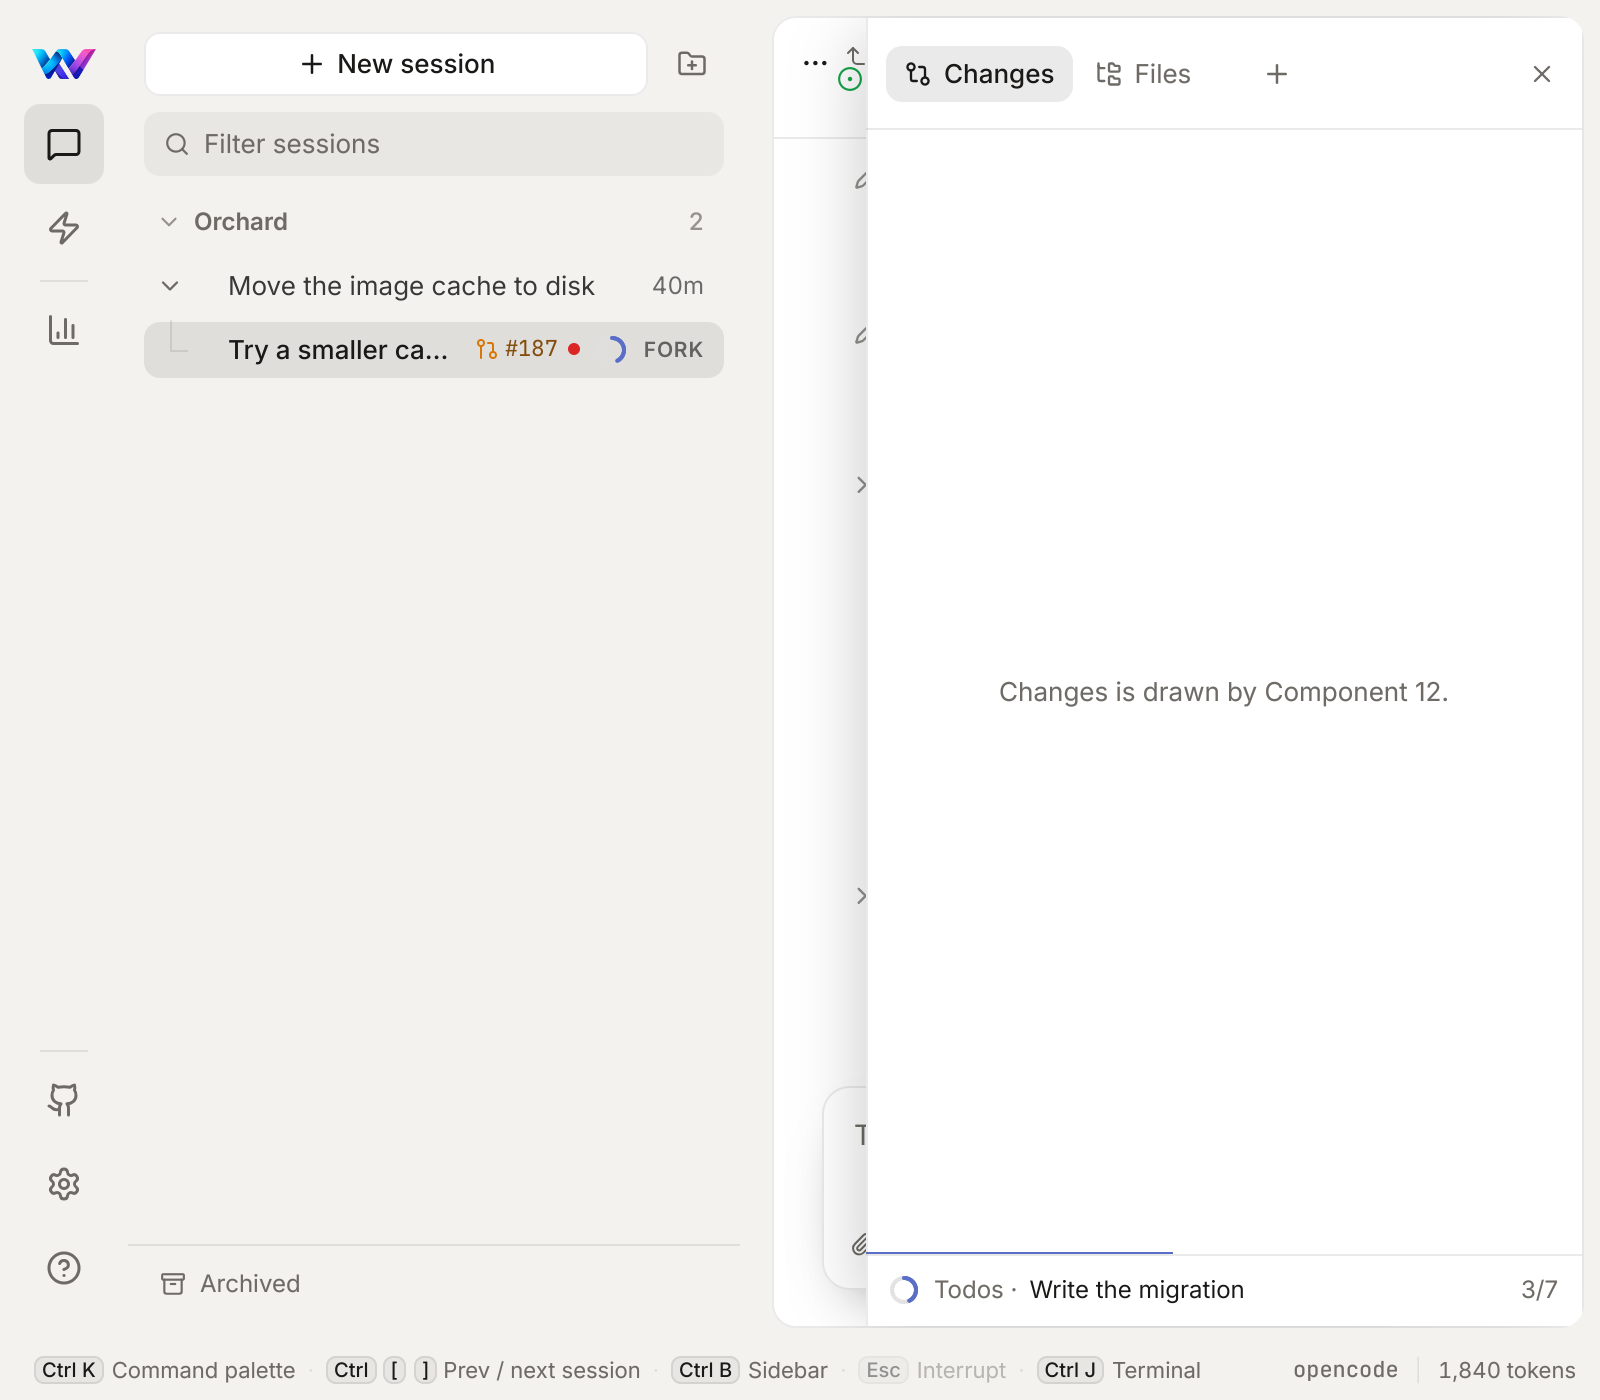 New session
Filter sessions
Orchard 2
Move the image cache to disk 40m
Try a smaller ca... #187 FORK
Archived
Changes Files
Changes is drawn by Component 12.
Todos · Write the migration 3/7
Ctrl K Command palette · Ctrl [ ] Prev / next session · Ctrl B Sidebar · Esc Interrupt · Ctrl J Terminal opencode 1,840 tokens